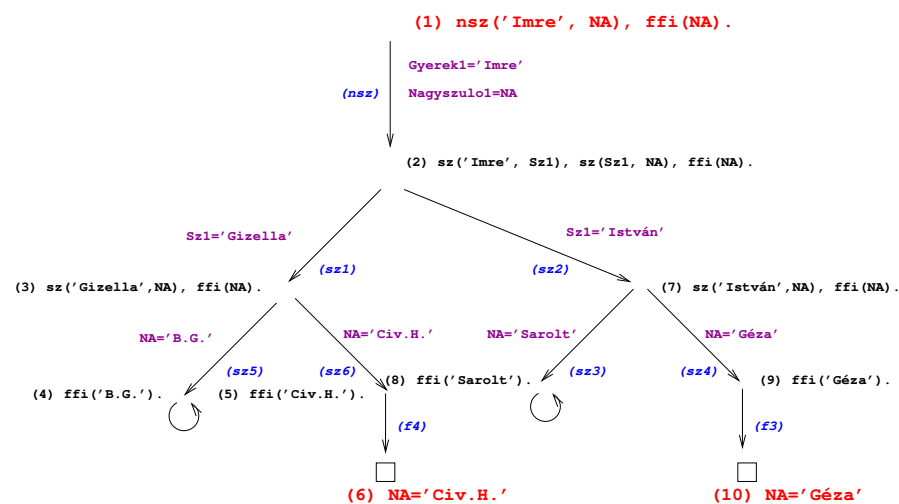 (1) nsz('Imre', NA), ffi(NA).
Gyerek1='Imre'
(nsz) Nagyszulo1=NA
(2) sz('Imre', Sz1), sz(Sz1, NA), ffi(NA).
Sz1='Gizella' Sz1='István'
(sz1) (sz2)
(3) sz('Gizella',NA), ffi(NA). (7) sz('István',NA), ffi(NA).
NA='B.G.' NA='Civ.H.' NA='Sarolt' NA='Géza'
(sz5) (sz6) (sz3) (sz4)
(4) ffi('B.G.'). (5) ffi('Civ.H.'). (8) ffi('Sarolt'). (9) ffi('Géza').
(f4) (f3)
(6) NA='Civ.H.' (10) NA='Géza'